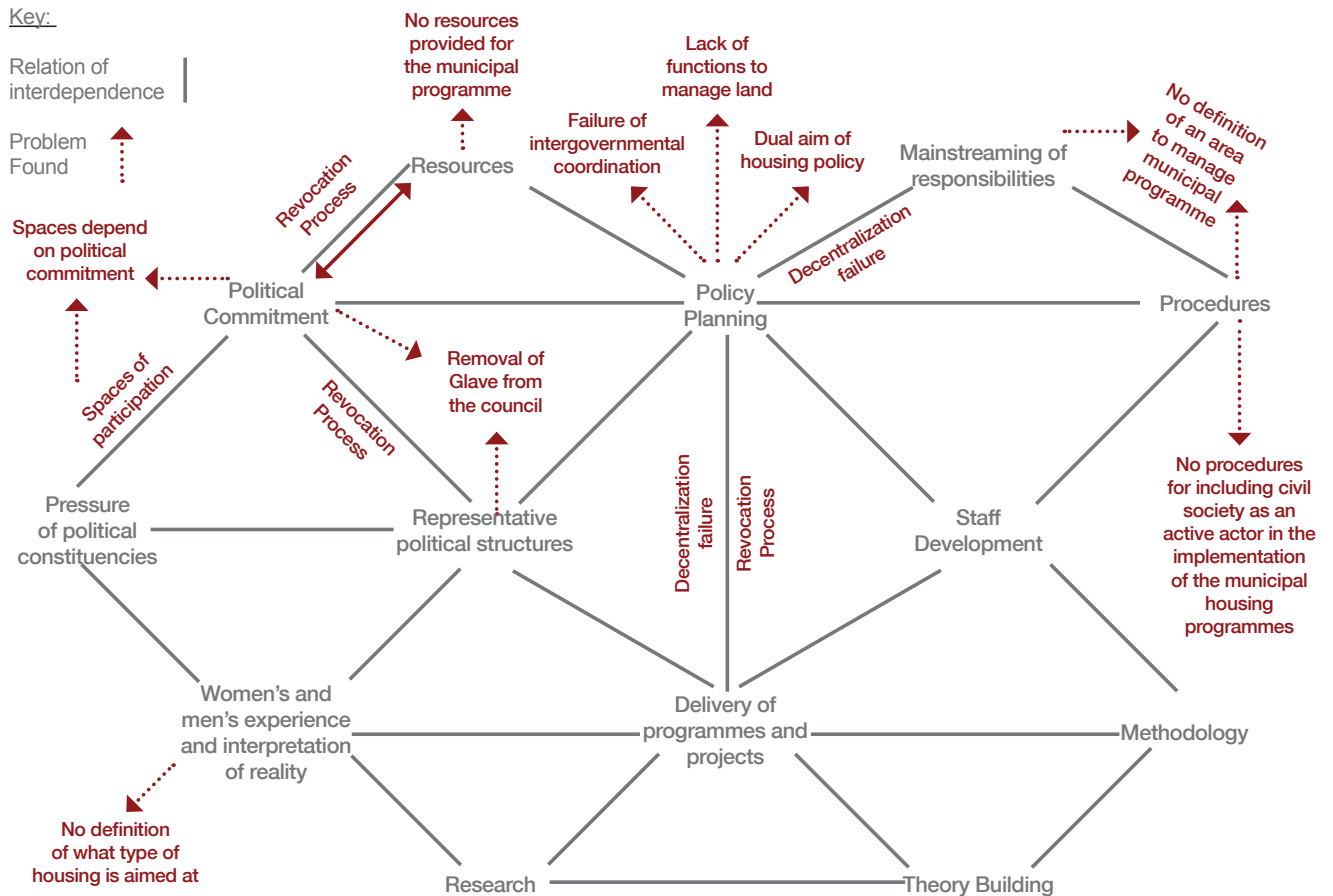 Key:
Relation of
interdependence
Problem
Found
No resources
provided for
the municipal
programme
Lack of
functions to
manage land
Failure of
intergovernmental
coordination
Dual aim of
housing policy
No definition
of an area
to manage
municipal
programme
Resources
Mainstreaming of
responsibilities
Revocation
Process
Decentralization
failure
Spaces depend
on political
commitment
Political
Commitment
Policy
Planning
Procedures
Spaces of
participation
Revocation
Process
Removal of
Glave from
the council
Decentralization
failure
Revocation
Process
No procedures
for including civil
society as an
active actor in the
implementation
of the municipal
housing
programmes
Pressure
of political
constituencies
Representative
political structures
Staff
Development
Women's and
men's experience
and interpretation
of reality
Delivery of
programmes and
projects
Methodology
No definition
of what type of
housing is aimed at
Research
Theory Building